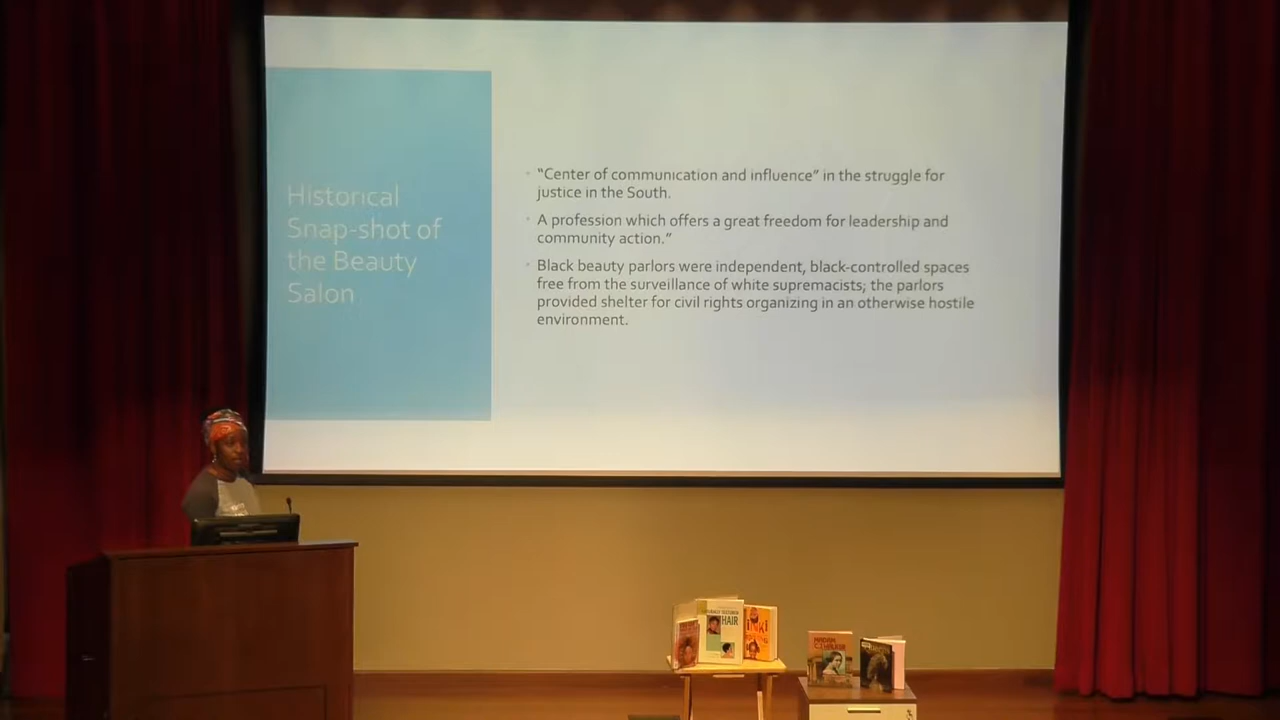 Historical
Snap-shot of
the Beauty
Salon
“Center of communication and influence” in the struggle for
justice in the South.
A profession which offers a great freedom for leadership and
community action.”
Black beauty parlors were independent, black-controlled spaces
free from the surveillance of white supremacists; the parlors
provided shelter for civil rights organizing in an otherwise hostile
environment.
HAIR
MADAM